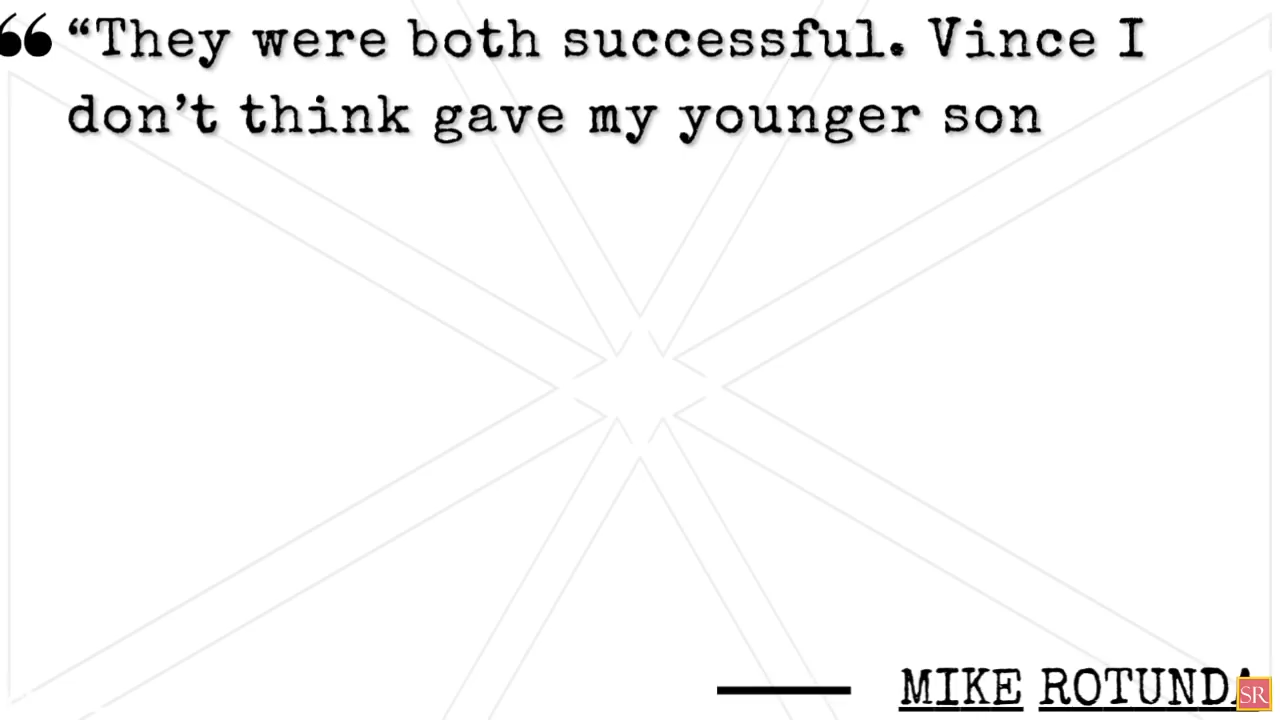 “ “They were both successful. Vince I
don’t think gave my younger son
MIKE ROTUNDA
SR